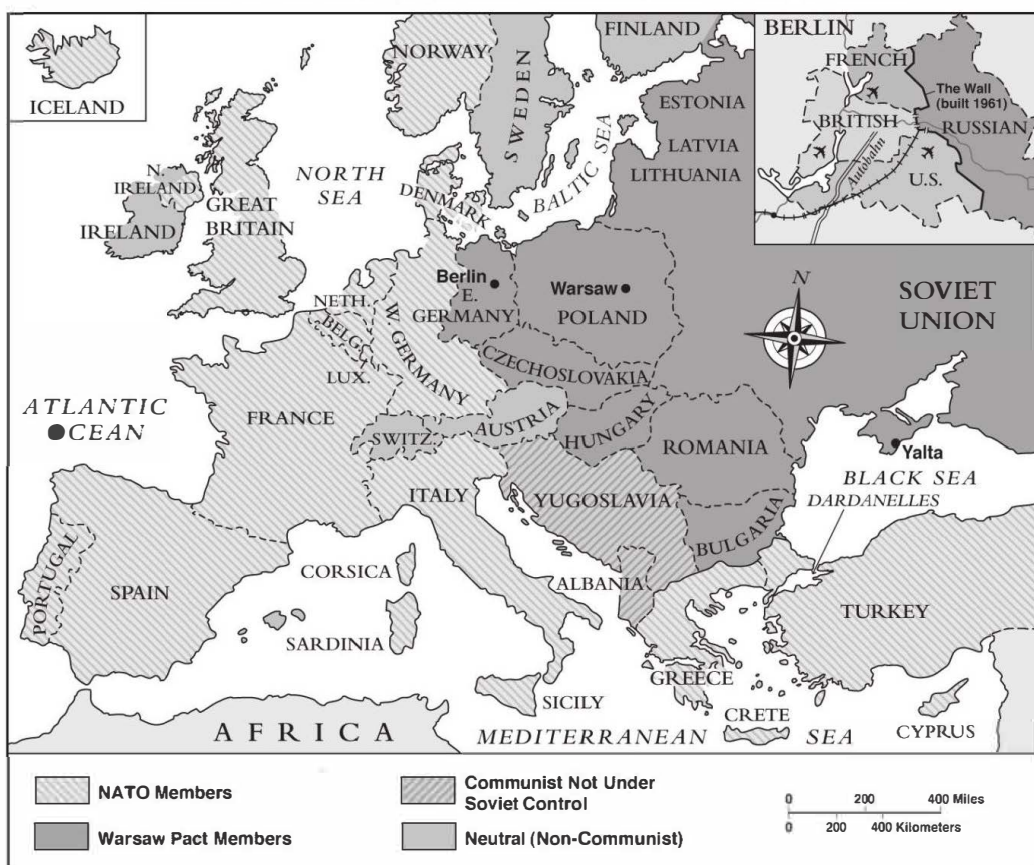 ICELAND
NORWAY
SWEDEN
FINLAND
ESTONIA
LATVIA
LITHUANIA
BALTIC SEA
NORTH
SEA
N.
IRELAND
IRELAND
GREAT
BRITAIN
DENMARK
BERLIN
FRENCH
The Wall
(built 1961)
BRITISH
RUSSIAN
Autobahn
U.S.
NETH.
BELG.
LUX.
W. GERMANY
Berlin
E.
GERMANY
Warsaw
POLAND
N
SOVIET
UNION
CZECHOSLOVAKIA
ATLANTIC
●CEAN
FRANCE
SWITZ.
AUSTRIA
HUNGARY
ROMANIA
Yalta
BLACK SEA
DARDANELLES
ITALY
YUGOSLAVIA
BULGARIA
PORTUGAL
SPAIN
CORSICA
SARDINIA
ALBANIA
TURKEY
GREECE
SICILY
CRETE
CYPRUS
AFRICA
MEDITERRANEAN SEA
NATO Members
Warsaw Pact Members
Communist Not Under
Soviet Control
Neutral (Non-Communist)
0 200 400 Miles
0 200 400 Kilometers